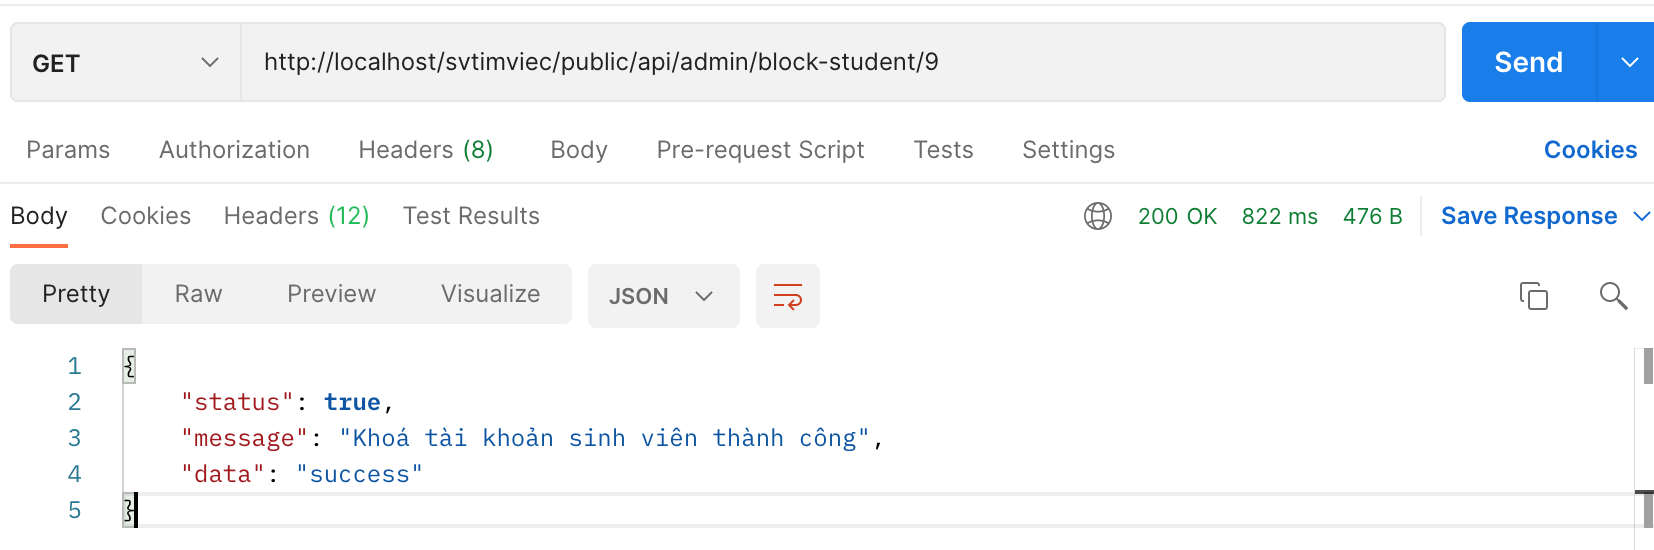 GET http://localhost/svtimviec/public/api/admin/block-student/9 Send
Params Authorization Headers (8) Body Pre-request Script Tests Settings Cookies
Body Cookies Headers (12) Test Results 200 OK 822 ms 476 B Save Response
Pretty Raw Preview Visualize JSON
1 {
2 "status": true,
3 "message": "Khoá tài khoản sinh viên thành công",
4 "data": "success"
5 }